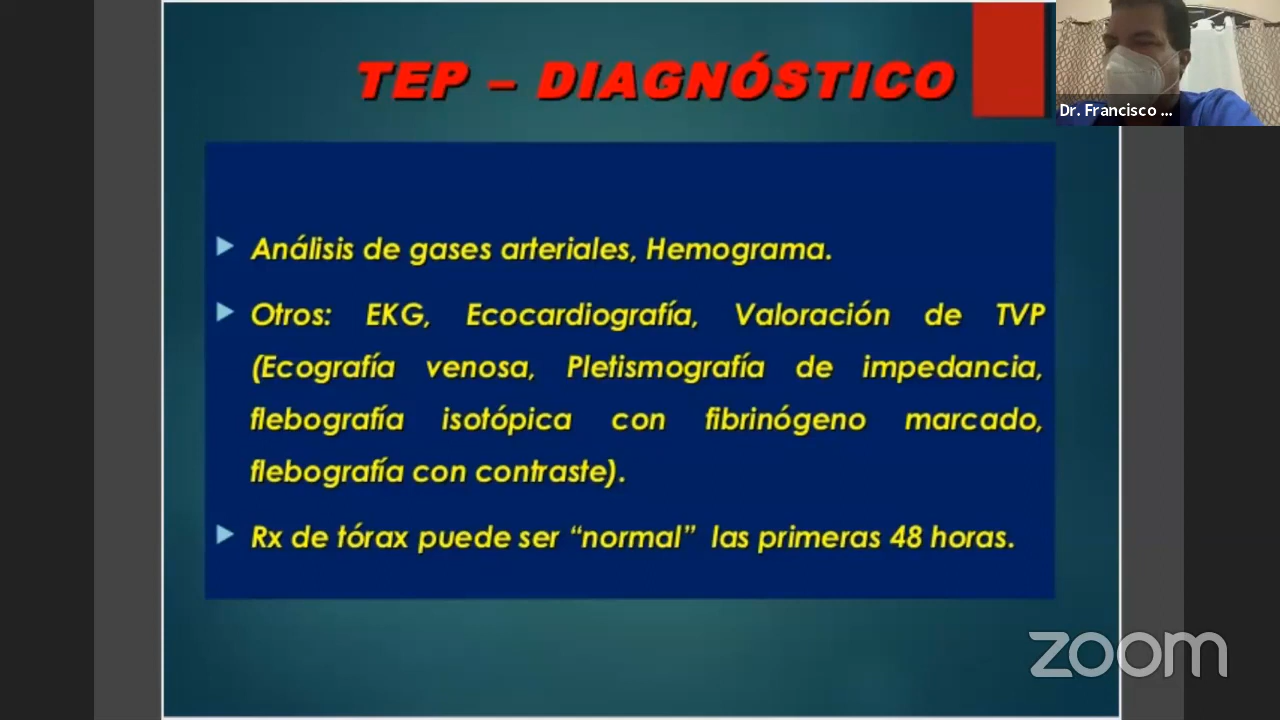 TEP – DIAGNÓSTICO
Dr. Francisco ...
Análisis de gases arteriales, Hemograma.
Otros: EKG, Ecocardiografía, Valoración de TVP
(Ecografía venosa, Pletismografía de impedancia,
flebografía isotópica con fibrinógeno marcado,
flebografía con contraste).
Rx de tórax puede ser “normal” las primeras 48 horas.
zoom